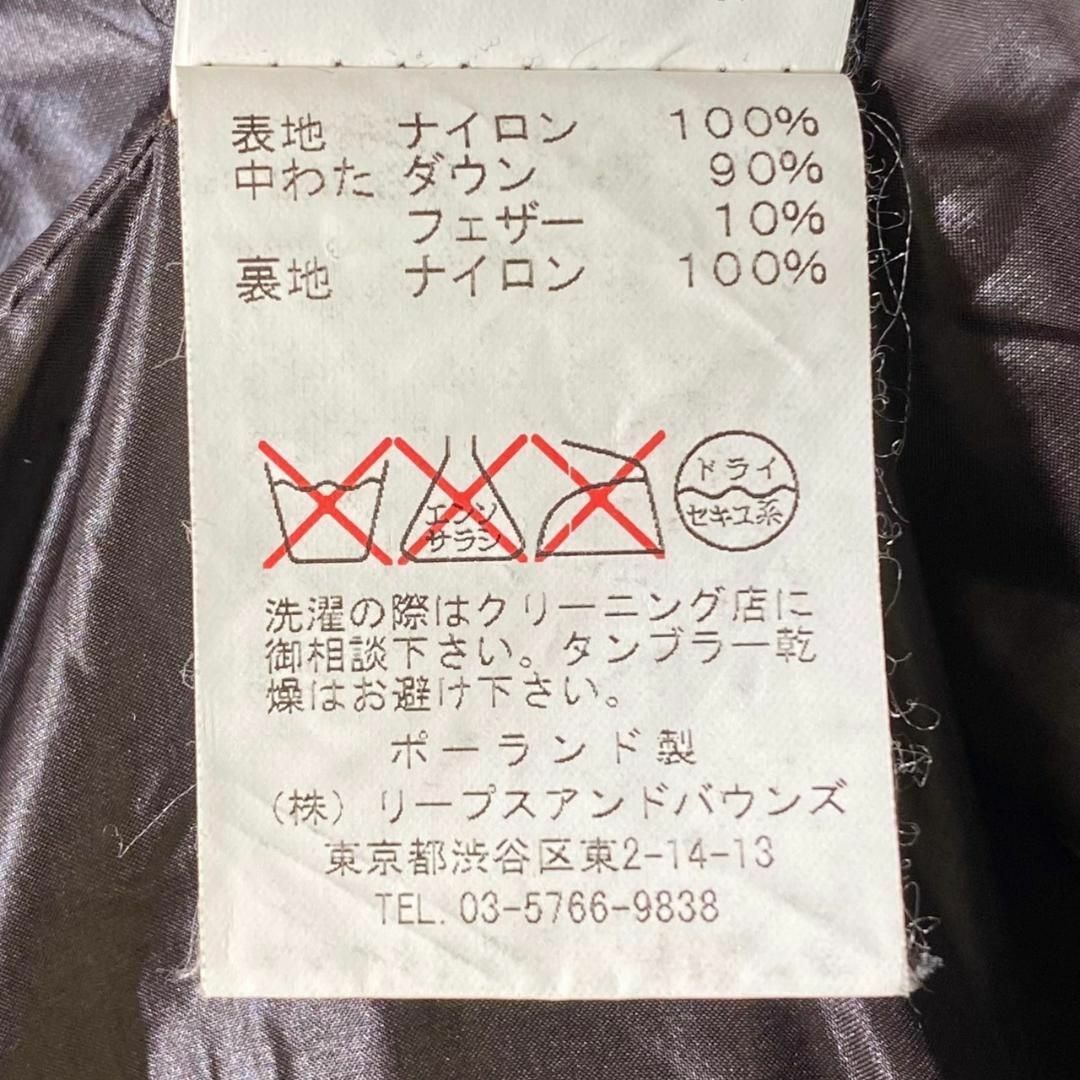 表地 ナイロン 100%
中わた ダウン 90%
フェザー 10%
裏地 ナイロン 100%
エンソ
サラシ
ドライ
セキユ系
洗濯の際はクリーニング店に
御相談下さい。タンブラー乾
燥はお避け下さい。
ポーランド製
（株）リープスアンドバウンズ
東京都渋谷区東2-14-13
TEL. 03-5766-9838